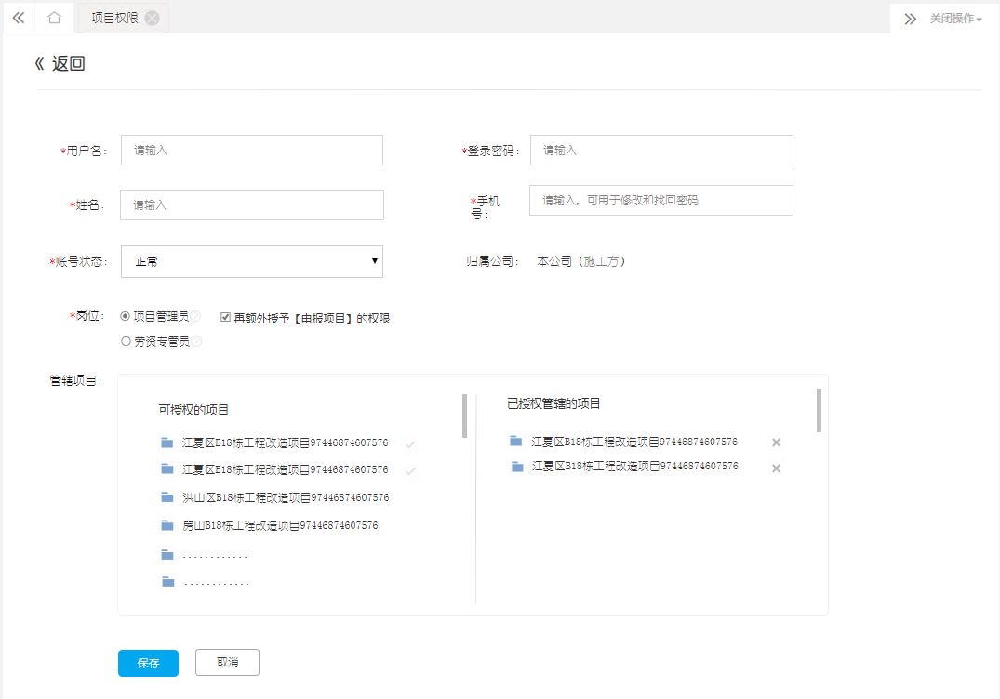 项目权限
关闭操作
返回
*用户名： 请输入 *登录密码： 请输入
*姓名： 请输入 *手机号： 请输入，可用于修改和找回密码
*账号状态： 正常 归属公司： 本公司（施工方）
*岗位： 项目管理员 再额外授予【申报项目】的权限
劳资专管员
管辖项目：
可授权的项目 已授权管辖的项目
江夏区B18栋工程改造项目97446874607576 江夏区B18栋工程改造项目97446874607576
江夏区B18栋工程改造项目97446874607576 江夏区B18栋工程改造项目97446874607576
洪山区B18栋工程改造项目97446874607576
房山B18栋工程改造项目97446874607576
............
............
保存 取消